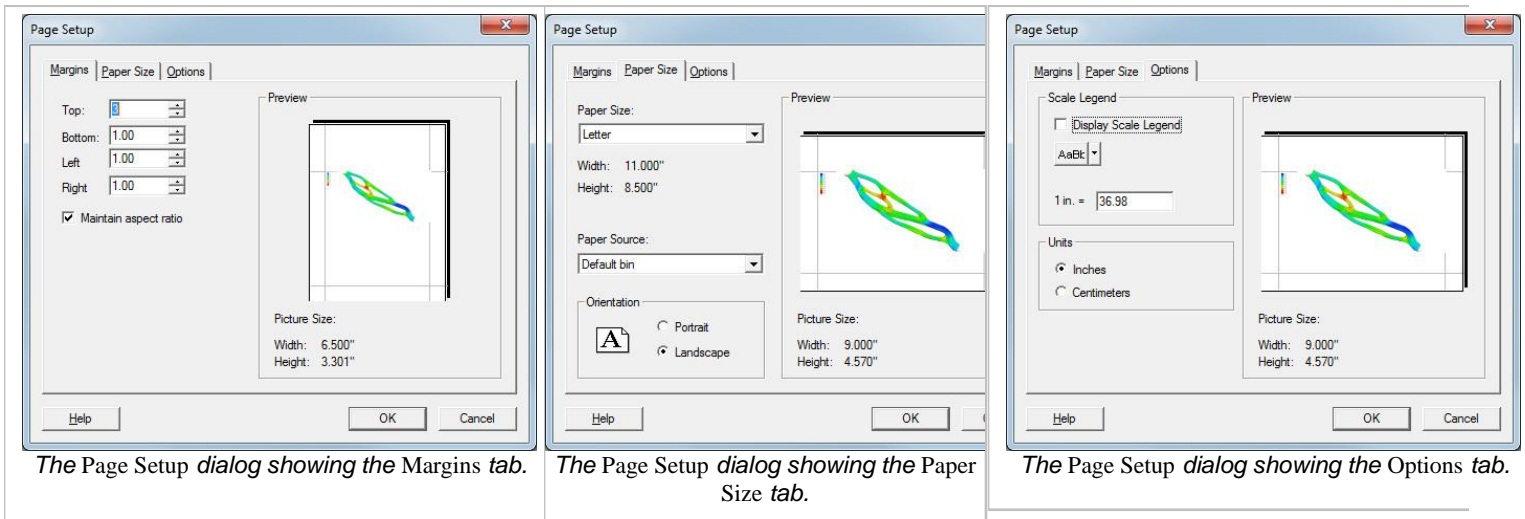 Page Setup
Margins Paper Size Options
Top: 3
Bottom: 1.00
Left 1.00
Right 1.00
Maintain aspect ratio
Preview
Picture Size:
Width: 6.500"
Height: 3.301"
Help OK Cancel
The Page Setup dialog showing the Margins tab.
Page Setup
Margins Paper Size Options
Paper Size:
Letter
Width: 11.000"
Height: 8.500"
Paper Source:
Default bin
Orientation
A
Portrait
Landscape
Preview
Picture Size:
Width: 9.000"
Height: 4.570"
Help OK
The Page Setup dialog showing the Paper
Size tab.
Page Setup
Margins Paper Size Options
Scale Legend
Display Scale Legend
AaBb
1 in. = 36.98
Units
Inches
Centimeters
Preview
Picture Size:
Width: 9.000"
Height: 4.570"
Help OK Cancel
The Page Setup dialog showing the Options tab.